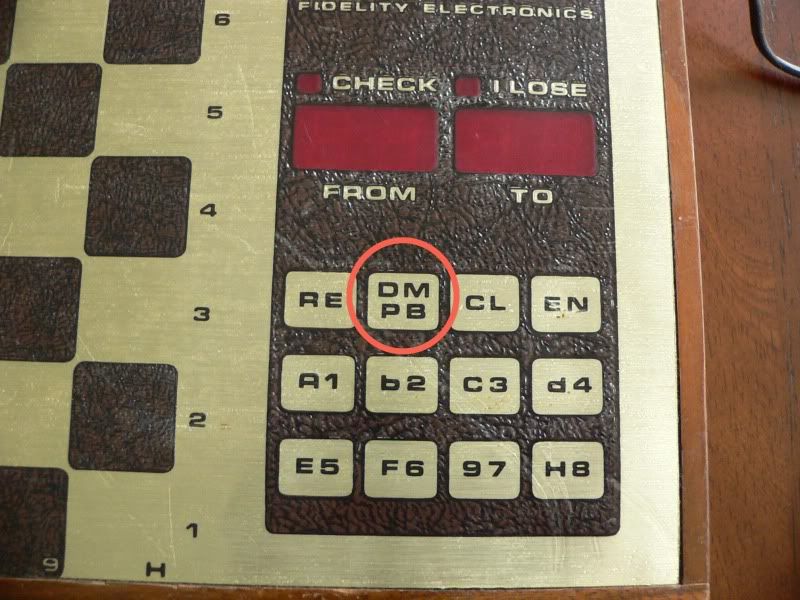 FIDELITY ELECTRONICS
6
CHECK I LOSE
5
FROM TO
4
RE DM PB CL EN
3
A1 b2 C3 d4
2
E5 F6 97 H8
1
9 H